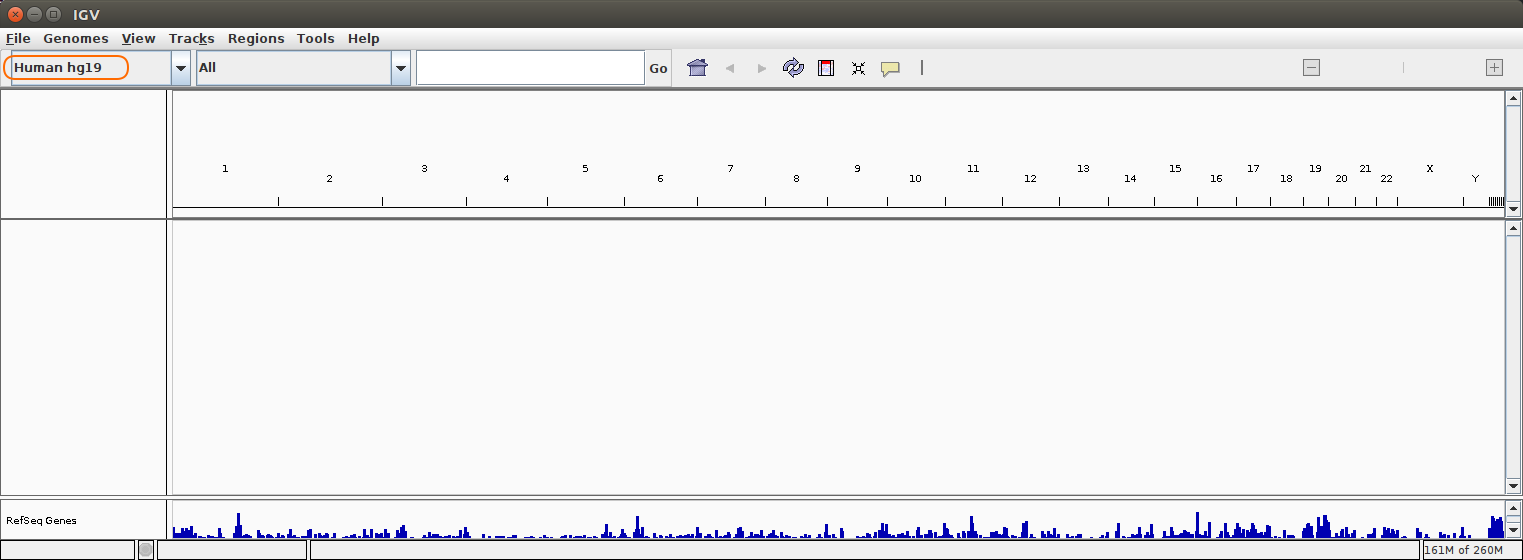 IGV
File Genomes View Tracks Regions Tools Help
Human hg19 All Go
1 3 5 7 9 11 13 15 17 19 21 X
2 4 6 8 10 12 14 16 18 20 22 Y
RefSeq Genes
161M of 260M